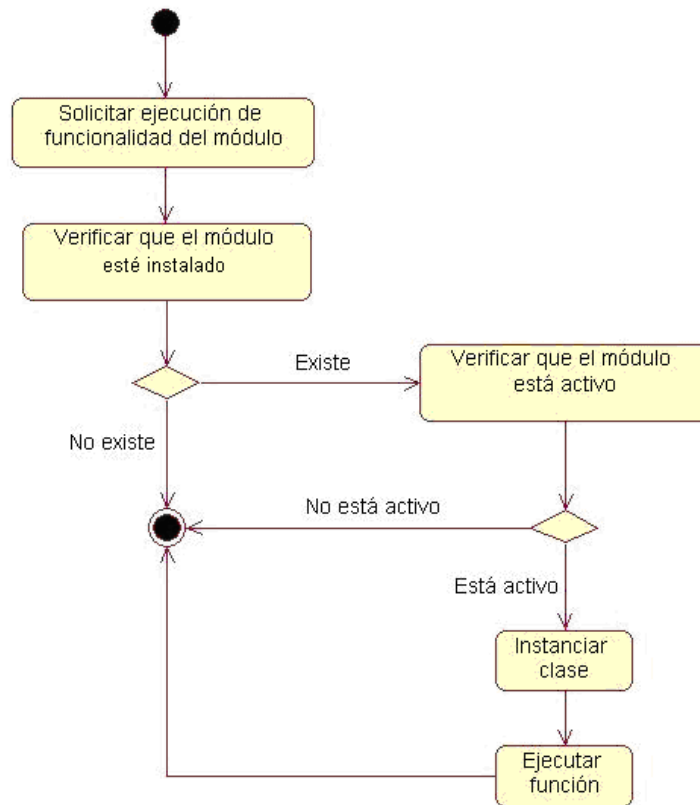 Solicitar ejecución de
funcionalidad del módulo
Verificar que el módulo
esté instalado
Existe
Verificar que el módulo
está activo
No existe
No está activo
Está activo
Instanciar
clase
Ejecutar
función